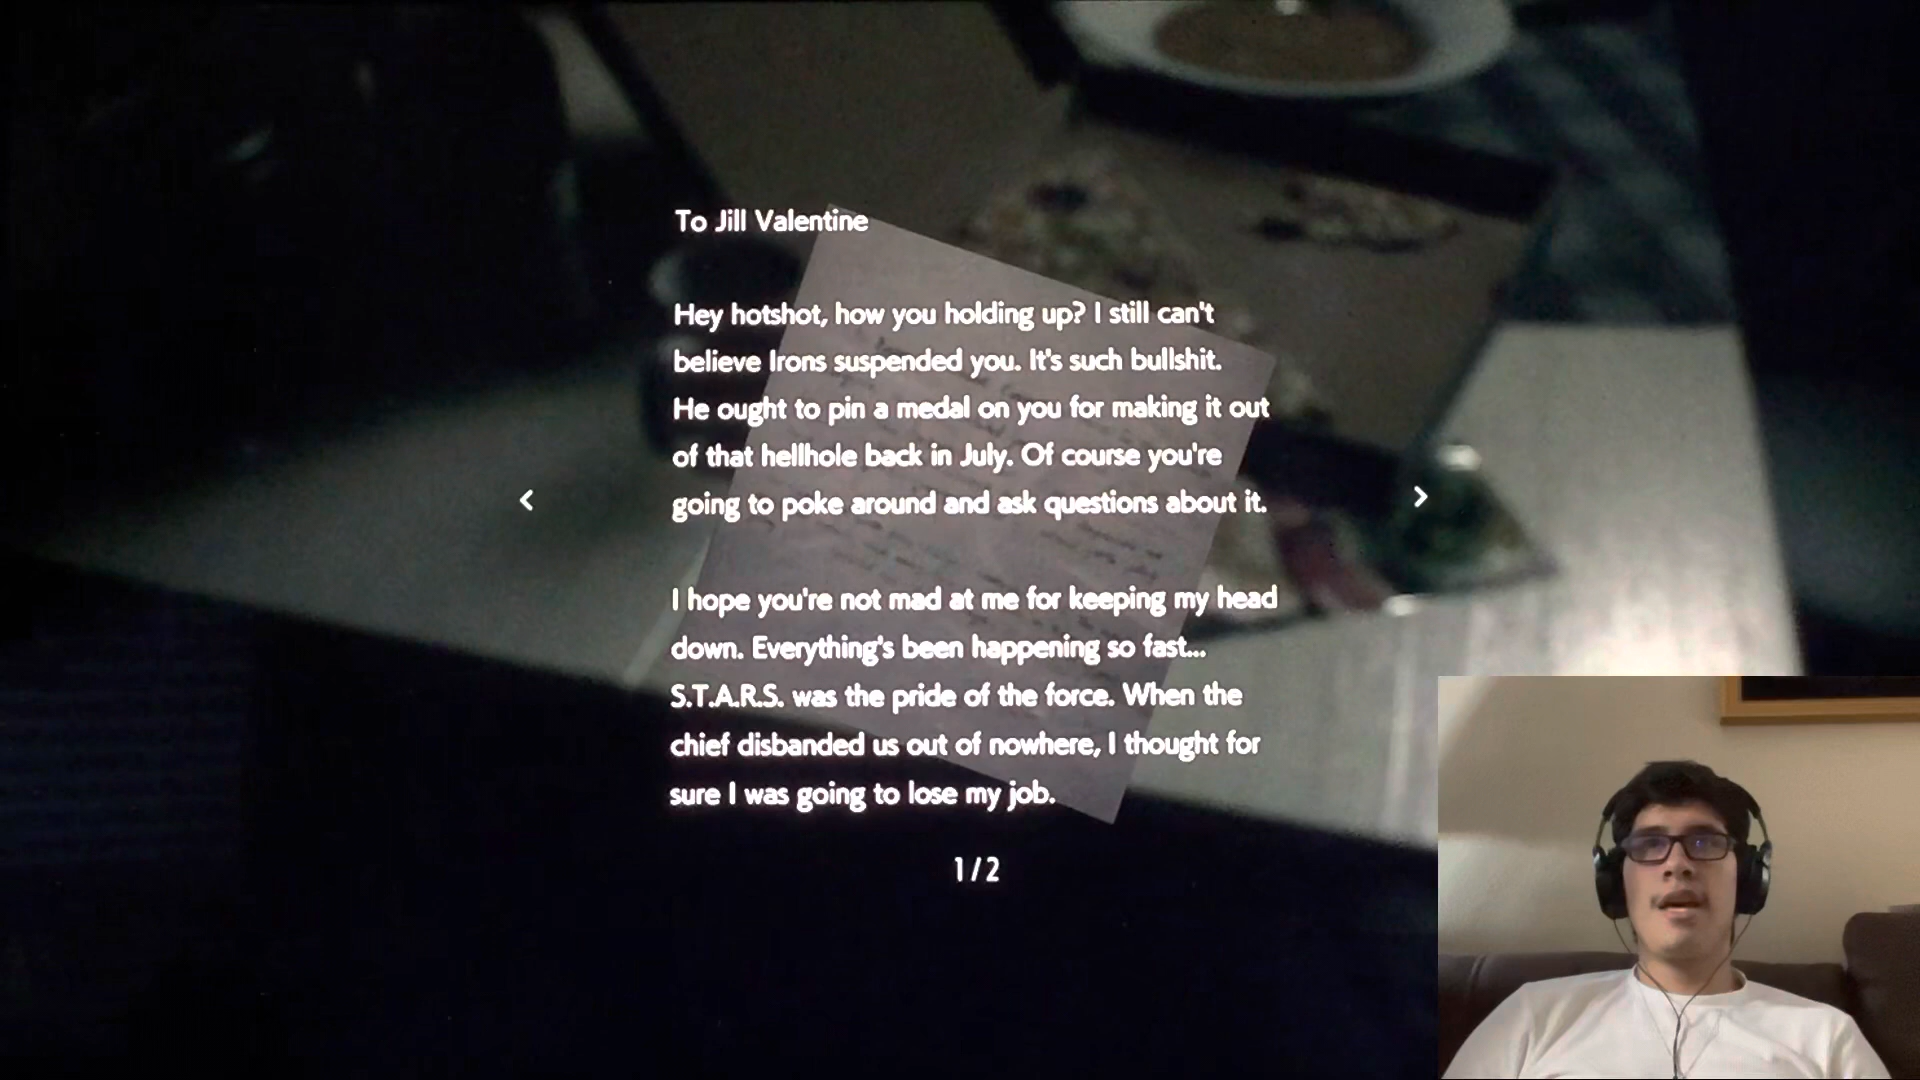 To Jill Valentine
Hey hotshot, how you holding up? I still can't
believe Irons suspended you. It's such bullshit.
He ought to pin a medal on you for making it out
of that hellhole back in July. Of course you're
going to poke around and ask questions about it.
I hope you're not mad at me for keeping my head
down. Everything's been happening so fast...
S.T.A.R.S. was the pride of the force. When the
chief disbanded us out of nowhere, I thought for
sure I was going to lose my job.
1/2